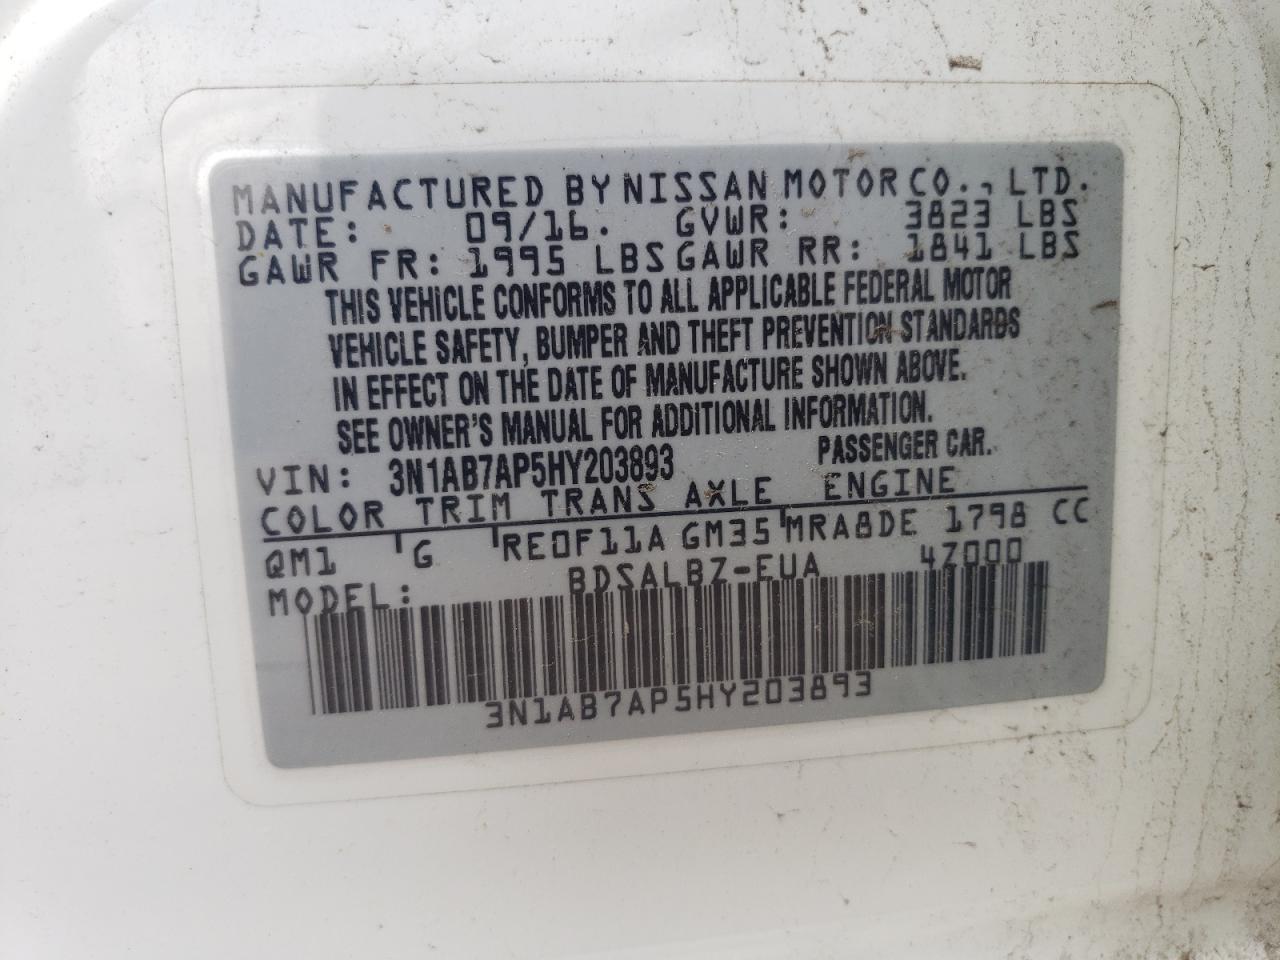 MANUFACTURED BY NISSAN MOTOR CO., LTD.
DATE: 09/16. GVWR: 3823 LBS
GAWR FR: 1995 LBS GAWR RR: 1841 LBS
THIS VEHICLE CONFORMS TO ALL APPLICABLE FEDERAL MOTOR
VEHICLE SAFETY, BUMPER AND THEFT PREVENTION STANDARDS
IN EFFECT ON THE DATE OF MANUFACTURE SHOWN ABOVE.
SEE OWNER'S MANUAL FOR ADDITIONAL INFORMATION.
VIN: 3N1AB7AP5HY203893 PASSENGER CAR.
COLOR TRIM TRANS AXLE ENGINE
QM1 G RE0F11A GM35 MRA8DE 1798 CC
MODEL: BDSALBZ-EUA 4Z000
3N1AB7AP5HY203893